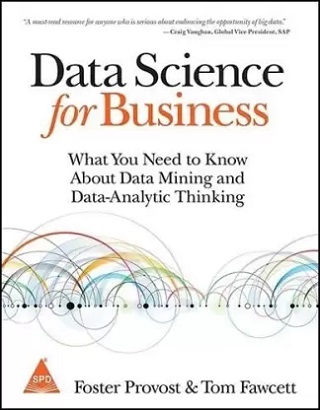 "A must-read resource for anyone who is serious about embracing the opportunity of big data."
—Craig Vaughan, Global Vice President, SAP
Data Science
for Business
What You Need to Know
About Data Mining and
Data-Analytic Thinking
SPD
Foster Provost & Tom Fawcett